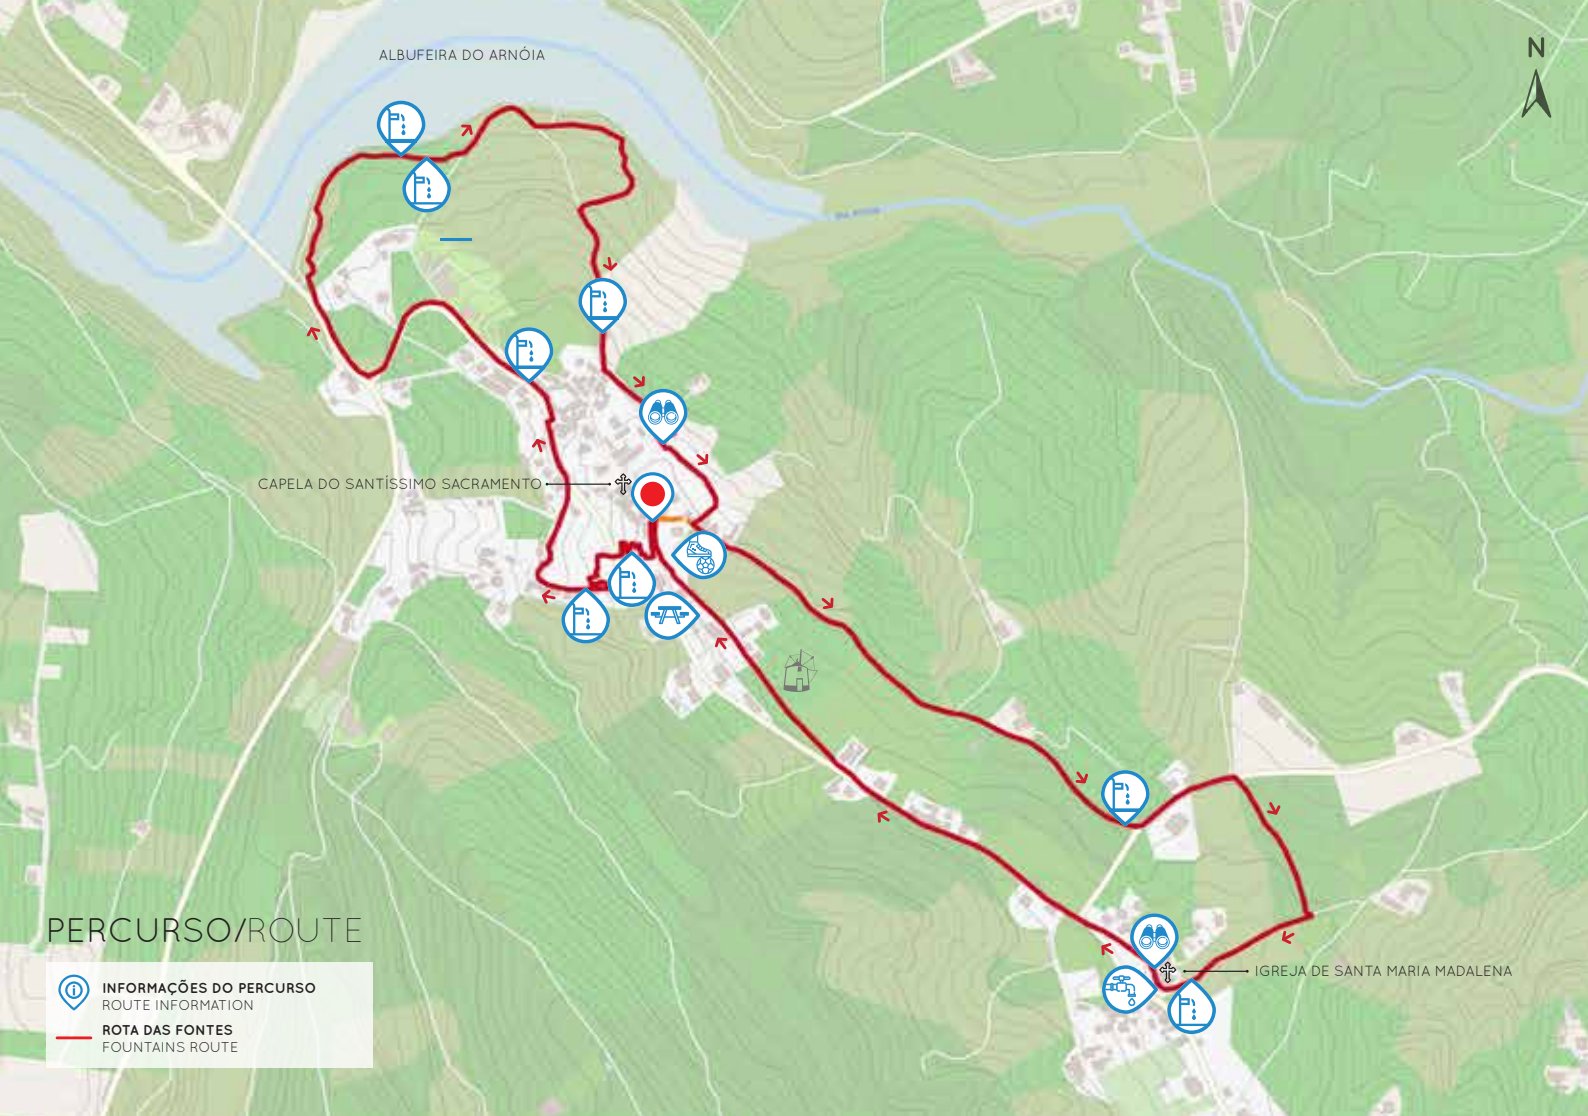 ALBUFEIRA DO ARNÓIA
N
CAPELA DO SANTÍSSIMO SACRAMENTO
PERCURSO/ROUTE
IGREJA DE SANTA MARIA MADALENA
INFORMAÇÕES DO PERCURSO
ROUTE INFORMATION
ROTA DAS FONTES
FOUNTAINS ROUTE